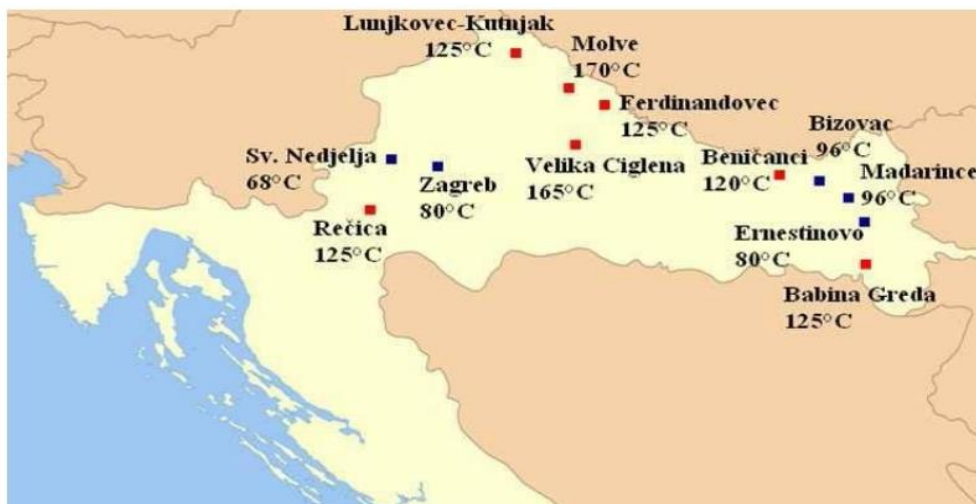 Lunjkovec-Kutnjak
125°C
Molve
170°C
Ferdinandovec
125°C
Bizovac
96°C
Sv. Nedjelja
68°C
Zagreb
80°C
Velika Ciglena
165°C
Beničanci
120°C
Madarince
96°C
Rečica
125°C
Ernestinovo
80°C
Babina Greda
125°C